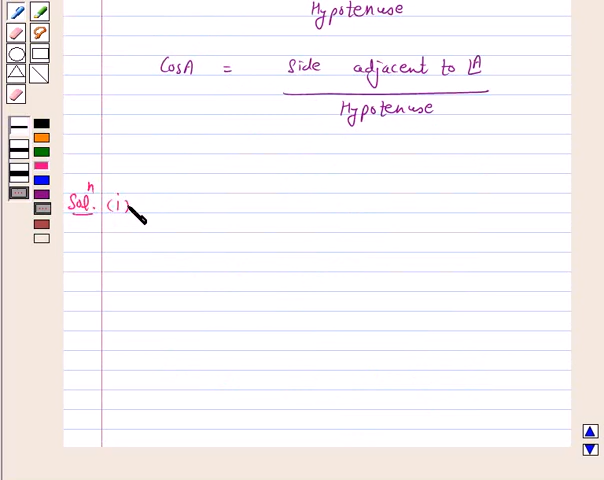 Hypotenuse
CosA = Side adjacent to ∠A
Hypotenuse
Solⁿ. (i)